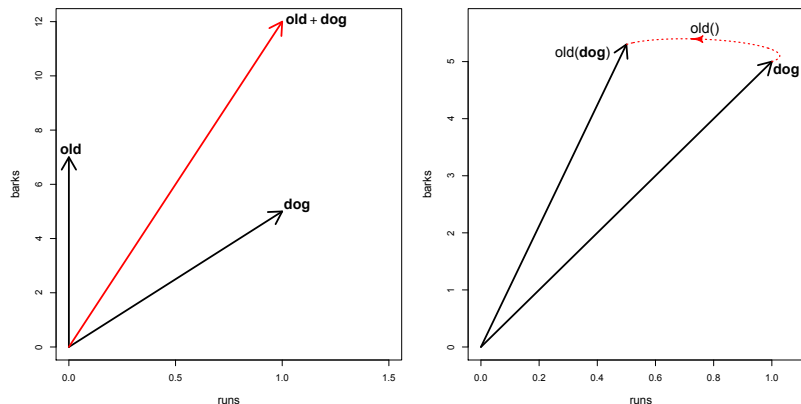 old + dog
old
dog
12
10
8
6
4
2
0
barks
0.0 0.5 1.0 1.5
runs
old()
old(dog)
dog
5
4
3
2
1
0
barks
0.0 0.2 0.4 0.6 0.8 1.0
runs